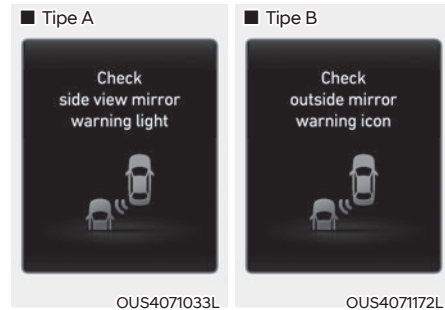 ■ Tipe A
Check
side view mirror
warning light
OUS4071033L
■ Tipe B
Check
outside mirror
warning icon
OUS4071172L